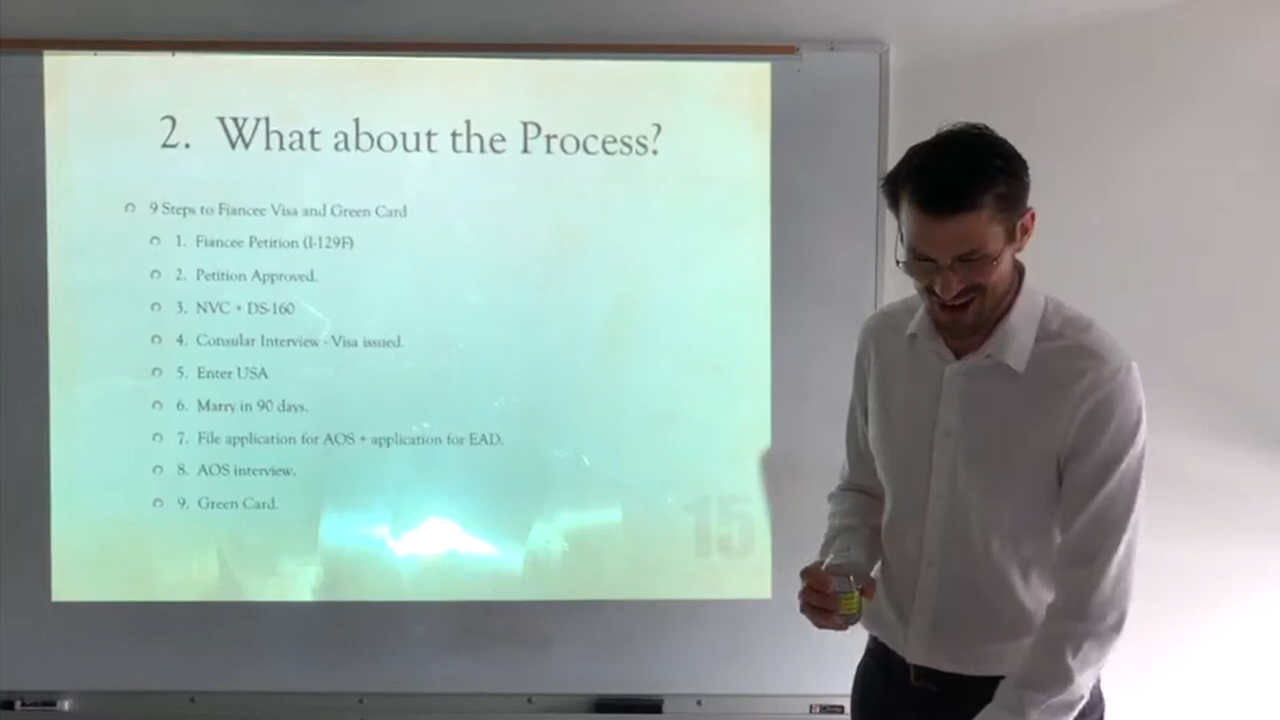 2. What about the Process?
9 Steps to Fiancee Visa and Green Card
1. Fiancee Petition (I-129F)
2. Petition Approved.
3. NVC + DS-160
4. Consular Interview - Visa issued.
5. Enter USA
6. Marry in 90 days.
7. File application for AOS + application for EAD.
8. AOS interview.
9. Green Card.
15